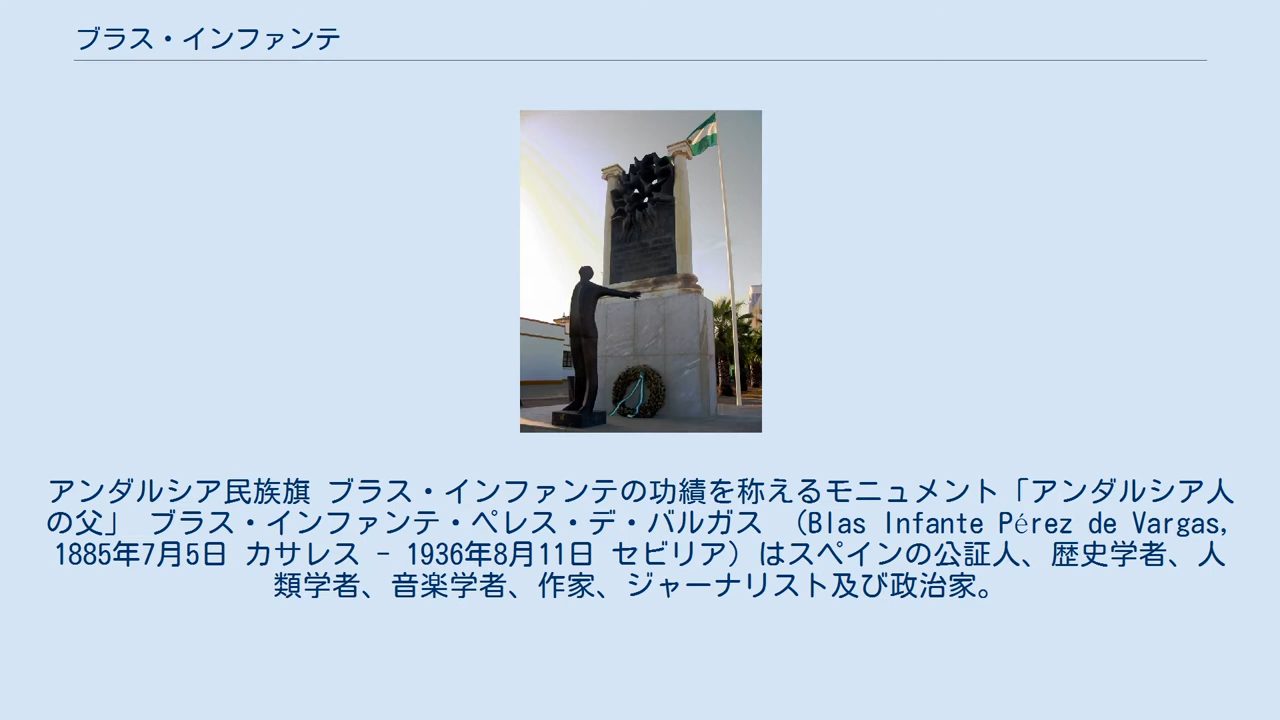 ブラス・インファンテ
アンダルシア民族旗 ブラス・インファンテの功績を称えるモニュメント「アンダルシア人
の父」 ブラス・インファンテ・ペレス・デ・バルガス （Blas Infante Pérez de Vargas,
1885年7月5日 カサレス - 1936年8月11日 セビリア）はスペインの公証人、歴史学者、人
類学者、音楽学者、作家、ジャーナリスト及び政治家。